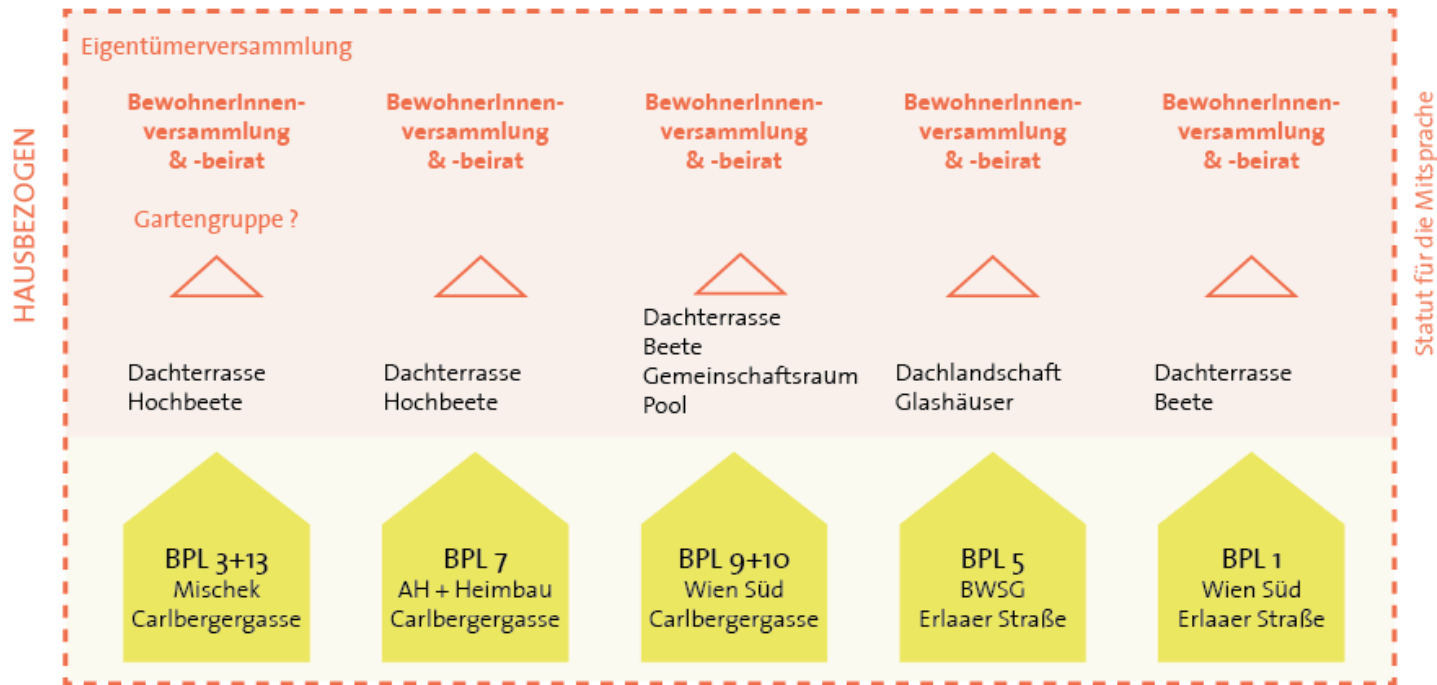 HAUSBEZOGEN
Eigentümerversammlung
BewohnerInnen-
versammlung
& -beirat
Gartengruppe ?
Dachterrasse
Hochbeete
BPL 3+13
Mischek
Carlbergergasse
BewohnerInnen-
versammlung
& -beirat
Dachterrasse
Hochbeete
BPL 7
AH + Heimbau
Carlbergergasse
BewohnerInnen-
versammlung
& -beirat
Dachterrasse
Beete
Gemeinschaftsraum
Pool
BPL 9+10
Wien Süd
Carlbergergasse
BewohnerInnen-
versammlung
& -beirat
Dachlandschaft
Glashäuser
BPL 5
BWSG
Erlaaer Straße
BewohnerInnen-
versammlung
& -beirat
Dachterrasse
Beete
BPL 1
Wien Süd
Erlaaer Straße
Statut für die Mitsprache